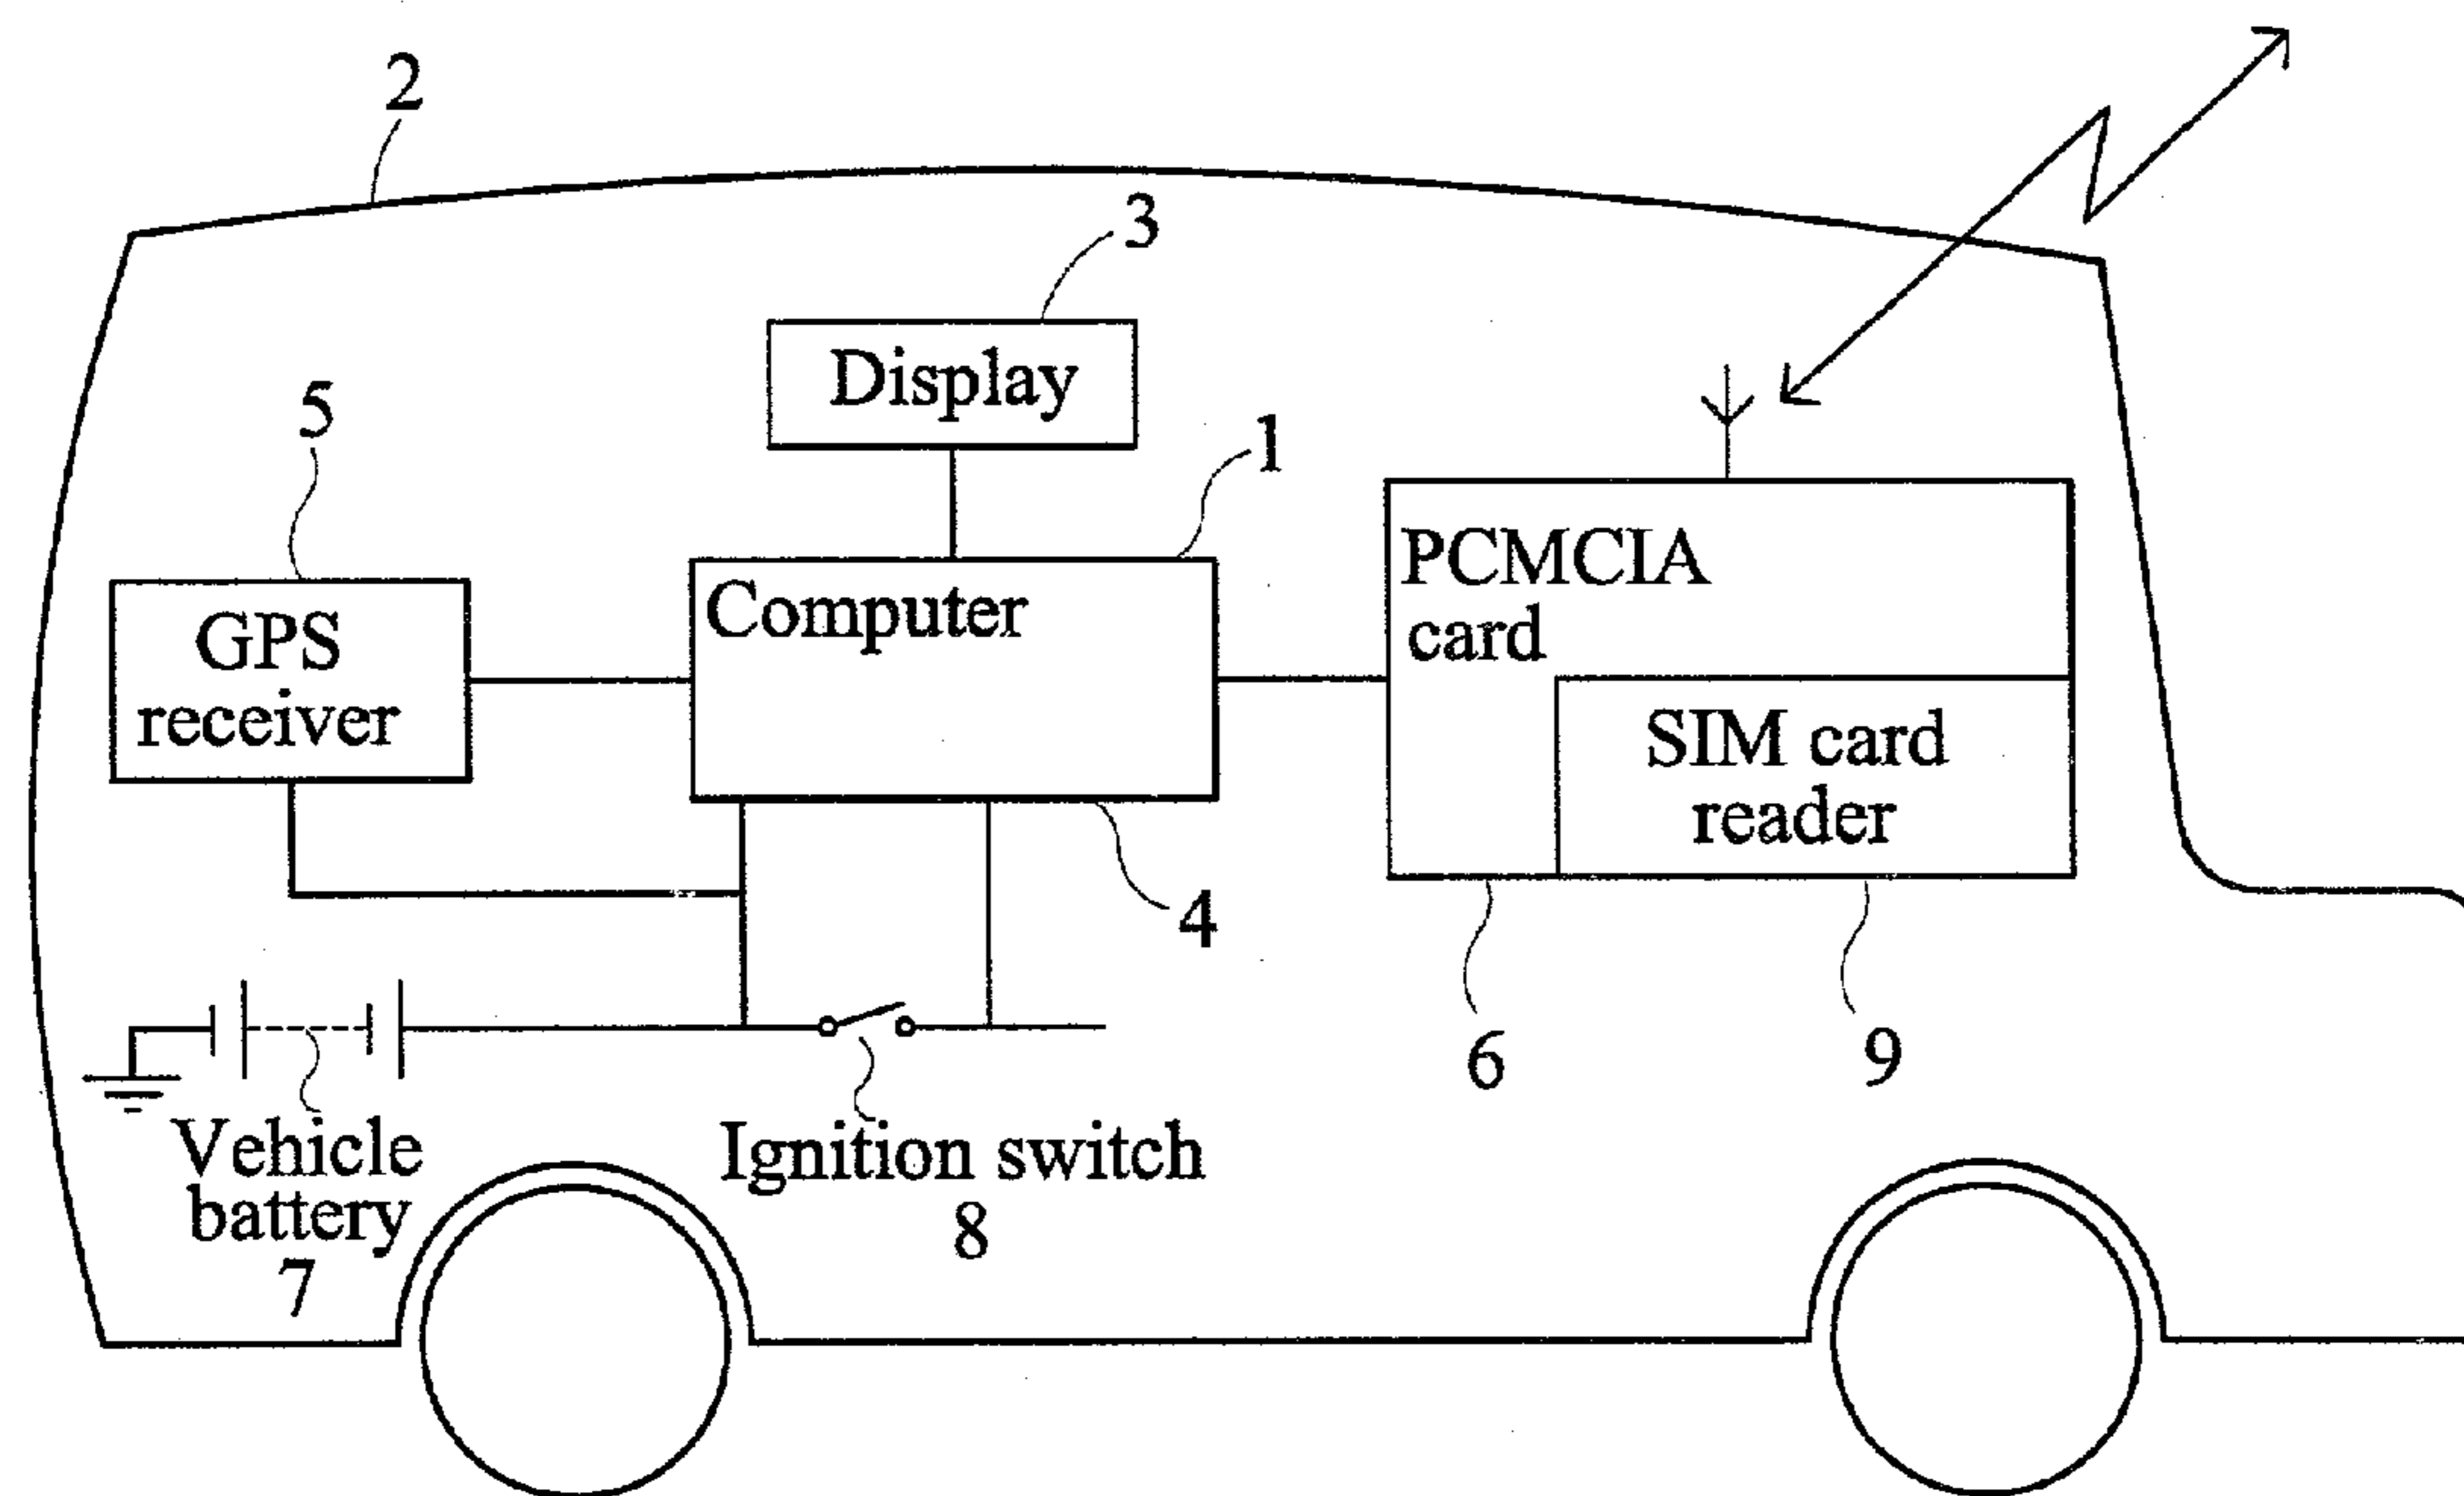 2
3
Display
5
1
GPS
receiver
Computer
PCMCIA
card
SIM card
reader
4
6
9
Vehicle
battery
7
Ignition switch
8